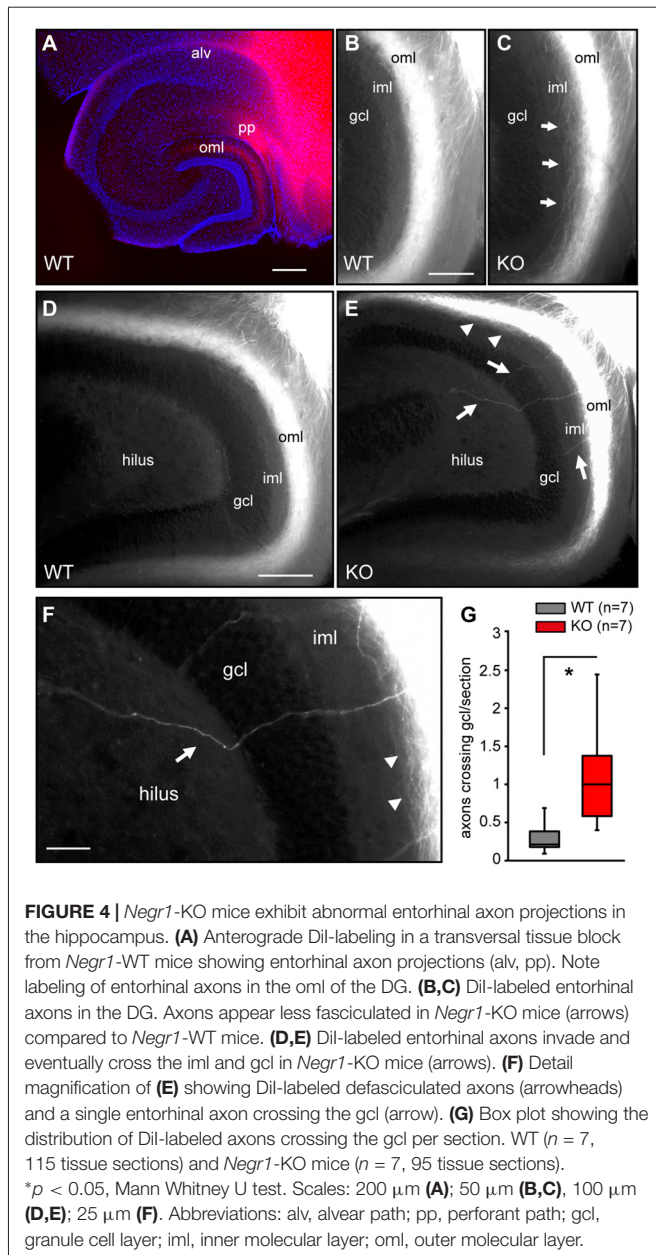 A
alv
pp
oml
WT
B
oml
iml
gcl
WT
C
oml
iml
gcl
KO
D
oml
hilus
iml
gcl
WT
E
oml
iml
hilus
gcl
KO
F
iml
gcl
hilus
G
WT (n=7)
KO (n=7)
axons crossing gcl/section
3
2.5
2
1.5
1
0.5
0
*
FIGURE 4 | Negr1-KO mice exhibit abnormal entorhinal axon projections in
the hippocampus. (A) Anterograde DiI-labeling in a transversal tissue block
from Negr1-WT mice showing entorhinal axon projections (alv, pp). Note
labeling of entorhinal axons in the oml of the DG. (B,C) DiI-labeled entorhinal
axons in the DG. Axons appear less fasciculated in Negr1-KO mice (arrows)
compared to Negr1-WT mice. (D,E) DiI-labeled entorhinal axons invade and
eventually cross the iml and gcl in Negr1-KO mice (arrows). (F) Detail
magnification of (E) showing DiI-labeled defasciculated axons (arrowheads)
and a single entorhinal axon crossing the gcl (arrow). (G) Box plot showing the
distribution of DiI-labeled axons crossing the gcl per section. WT (n = 7,
115 tissue sections) and Negr1-KO mice (n = 7, 95 tissue sections).
*p < 0.05, Mann Whitney U test. Scales: 200 μm (A); 50 μm (B,C), 100 μm
(D,E); 25 μm (F). Abbreviations: alv, alvear path; pp, perforant path; gcl,
granule cell layer; iml, inner molecular layer; oml, outer molecular layer.